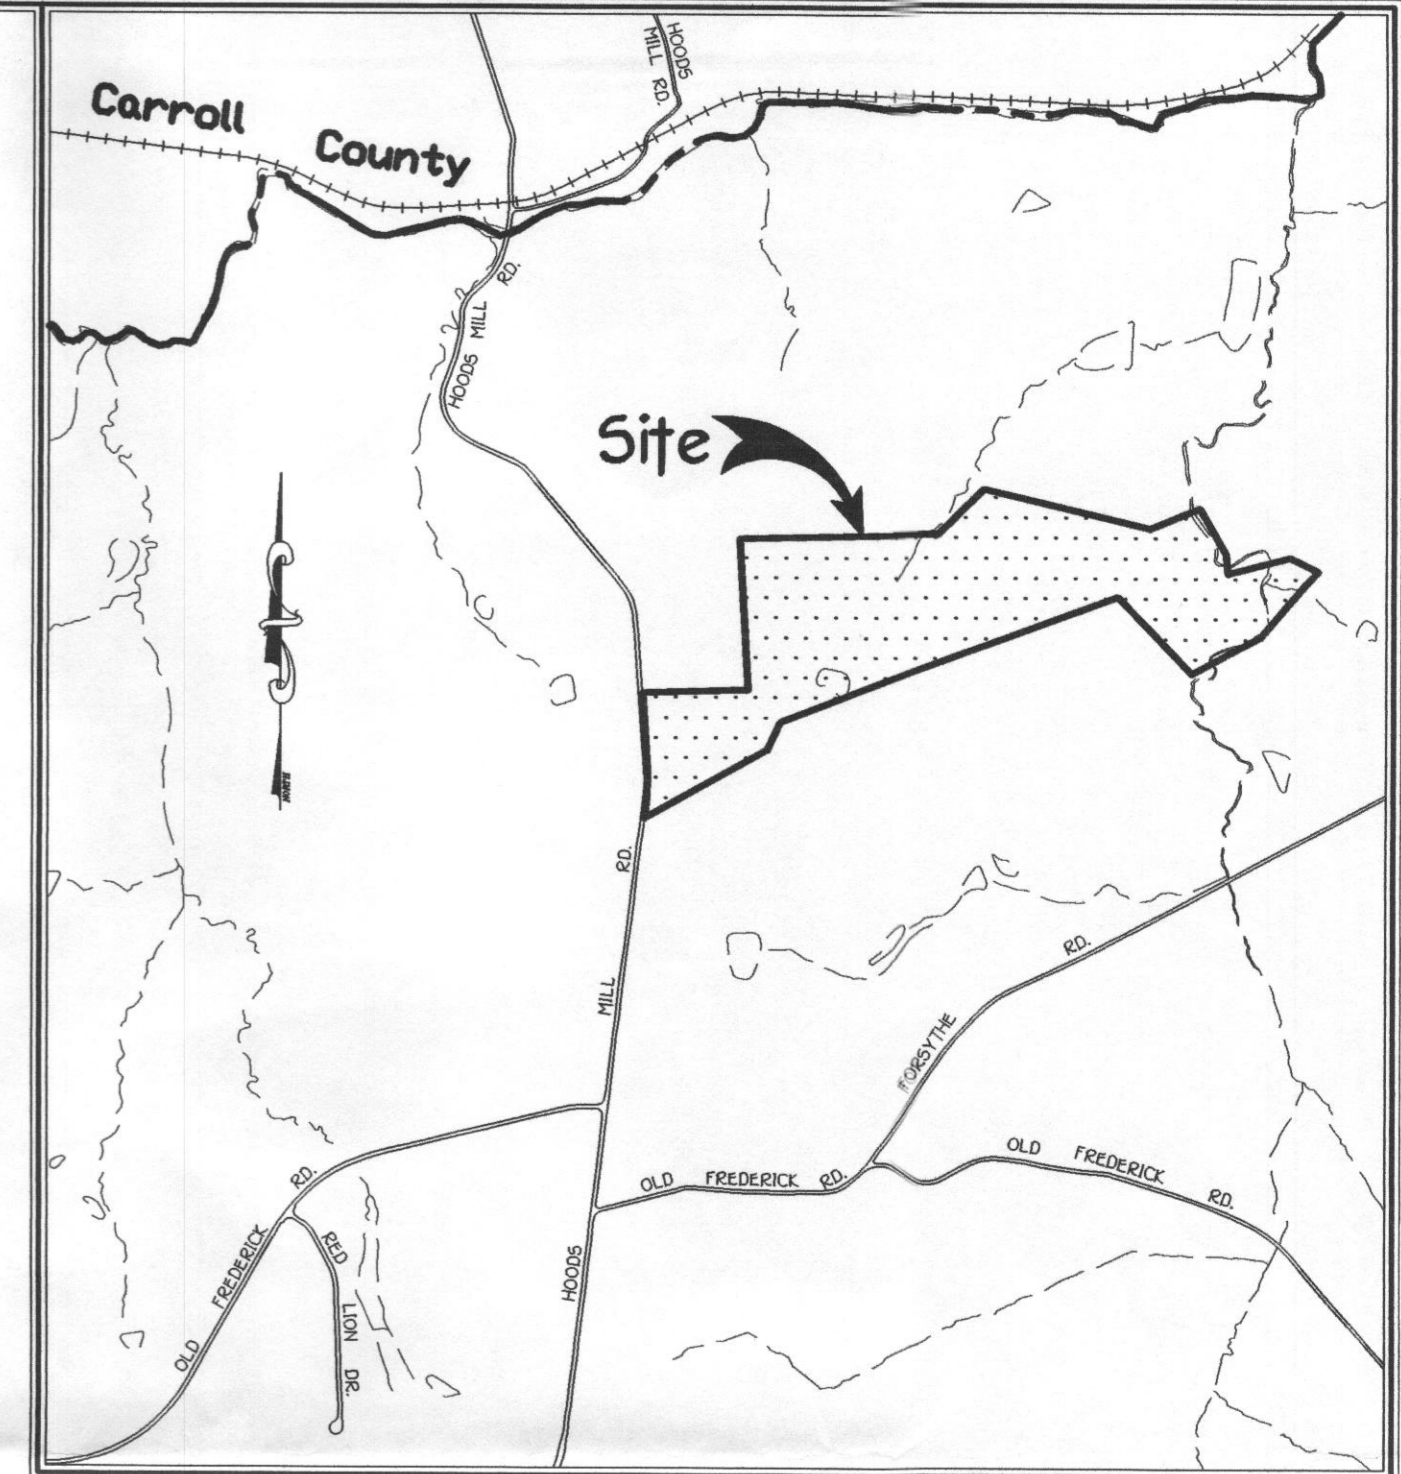 HOODS
MILL RD.
Carroll
County
HOODS MILL RD.
Site
NORTH
HOODS MILL RD.
FORSYTHE RD.
OLD FREDERICK RD.
OLD FREDERICK RD.
OLD FREDERICK RD.
RED LION DR.